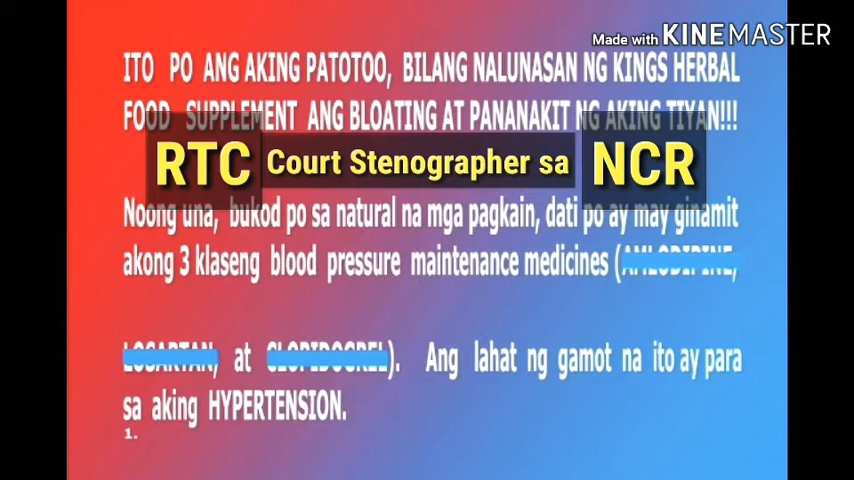 Made with KINEMASTER
ITO PO ANG AKING PATOTOO, BILANG NALUNASAN NG KINGS HERBAL
FOOD SUPPLEMENT ANG BLOATING AT PANANAKIT NG AKING TIYAN!!!
RTC Court Stenographer sa NCR
Noong una, bukod po sa natural na mga pagkain, dati po ay may ginamit
akong 3 klaseng blood pressure maintenance medicines (AMLODIPINE,
LOSARTAN, at CLOPIDOGREL). Ang lahat ng gamot na ito ay para
sa aking HYPERTENSION.
1.